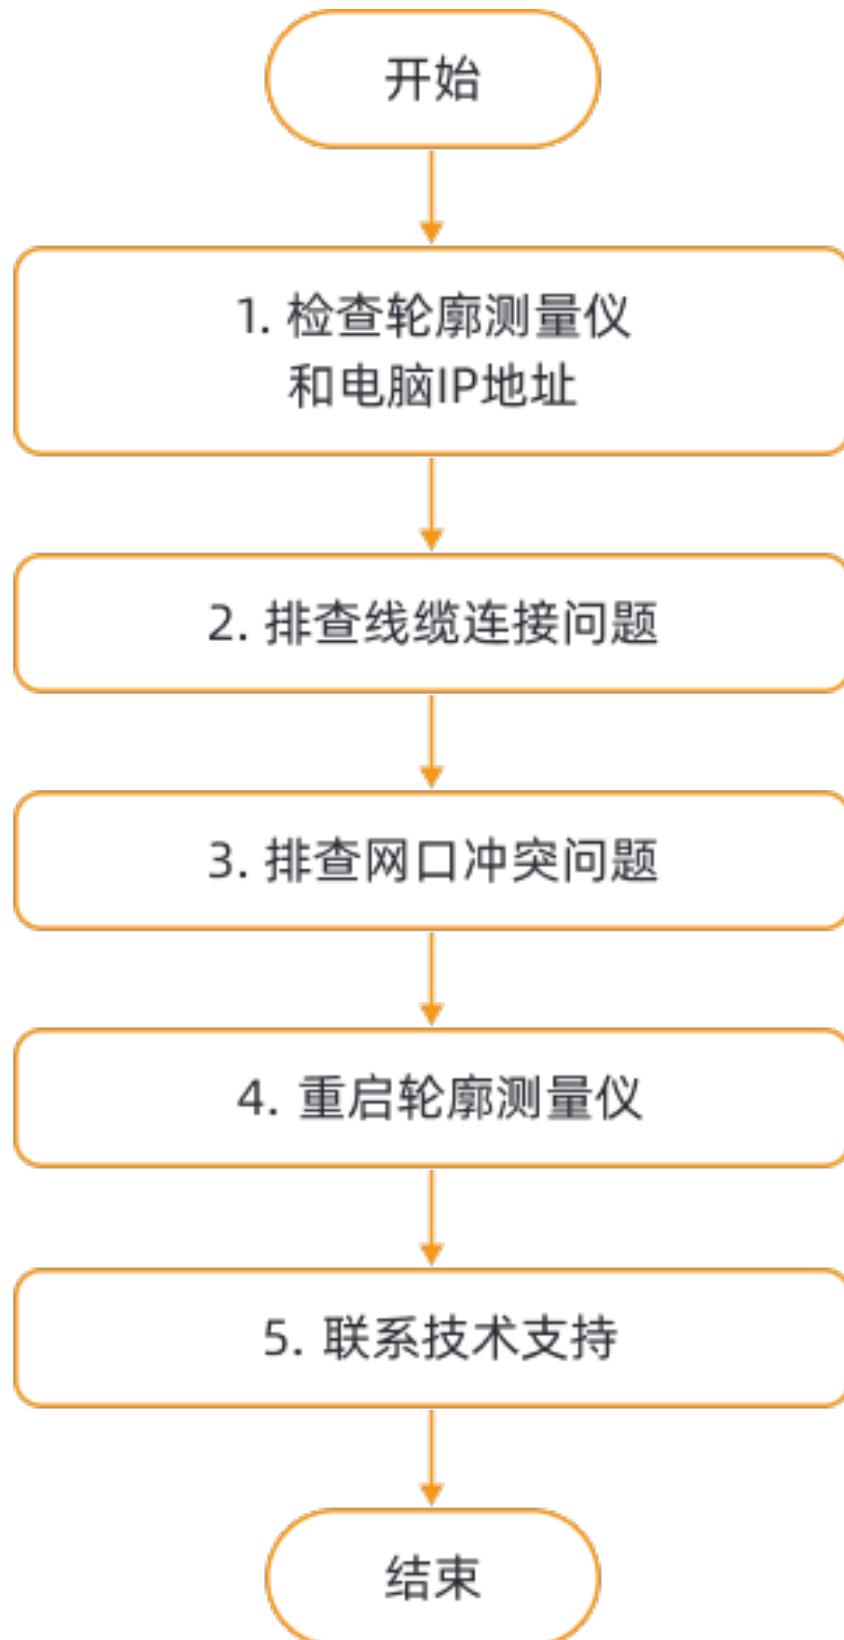 开始
1. 检查轮廓测量仪
和电脑IP地址
2. 排查线缆连接问题
3. 排查网口冲突问题
4. 重启轮廓测量仪
5. 联系技术支持
结束